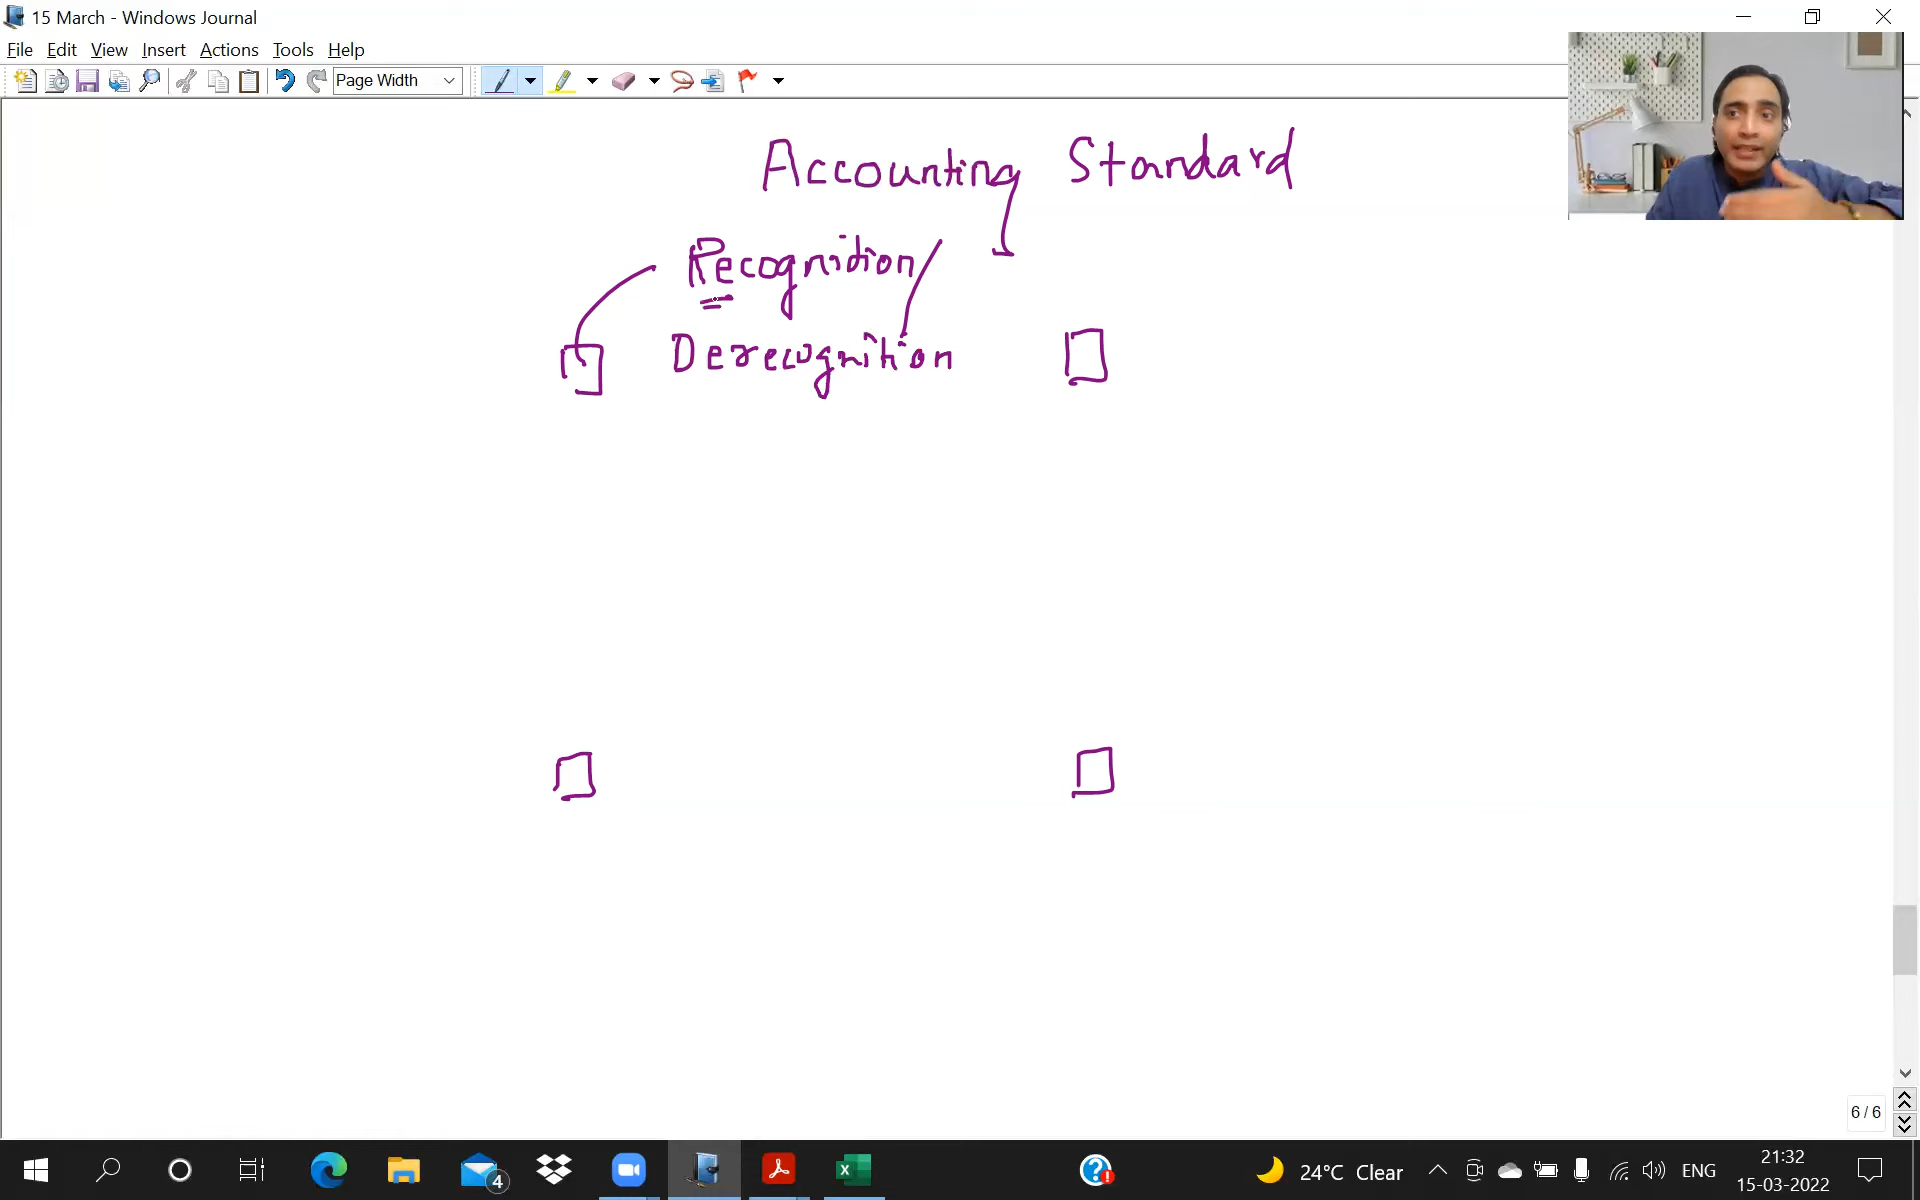 15 March - Windows Journal
File Edit View Insert Actions Tools Help
Page Width
Accounting Standard
Recognition/
Derecognition
6 / 6
4
24°C Clear
ENG
21:32
15-03-2022